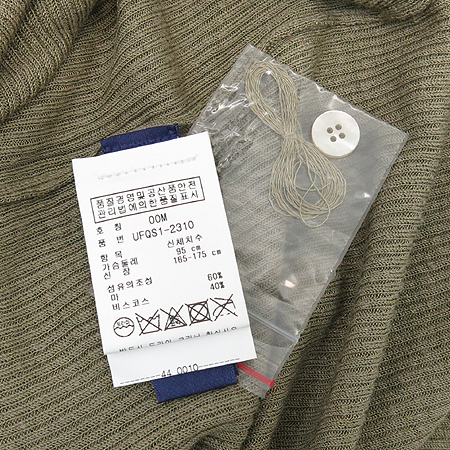 품질경영및공산품안전
관리법에의한품질표시
호 칭 00M
품 번 UFQS1-2310
항 목 신체치수
가슴둘레 95 cm
신 장 165-175 cm
섬유의조성
마 60%
비스코스 40%
44 0010